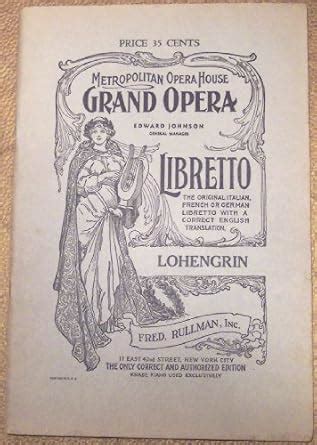 PRICE 35 CENTS
METROPOLITAN OPERA HOUSE
GRAND OPERA
EDWARD JOHNSON
GENERAL MANAGER
LIBRETTO
THE ORIGINAL ITALIAN,
FRENCH OR GERMAN
LIBRETTO WITH A
CORRECT ENGLISH
TRANSLATION.
LOHENGRIN
FRED. RULLMAN, Inc.
17 EAST 42nd STREET, NEW YORK CITY
THE ONLY CORRECT AND AUTHORIZED EDITION
KNABE PIANO USED EXCLUSIVELY